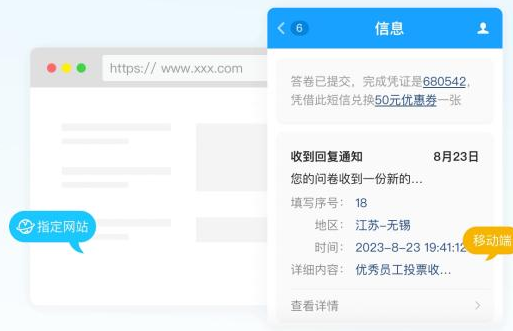 https:// www.xxx.com
指定网站
6
信息
答卷已提交，完成凭证是680542，
凭借此短信兑换50元优惠券一张
收到回复通知 8月23日
您的问卷收到一份新的...
填写序号： 18
地区： 江苏-无锡
时间： 2023-8-23 19:41:12
移动端
详细内容： 优秀员工投票收...
查看详情